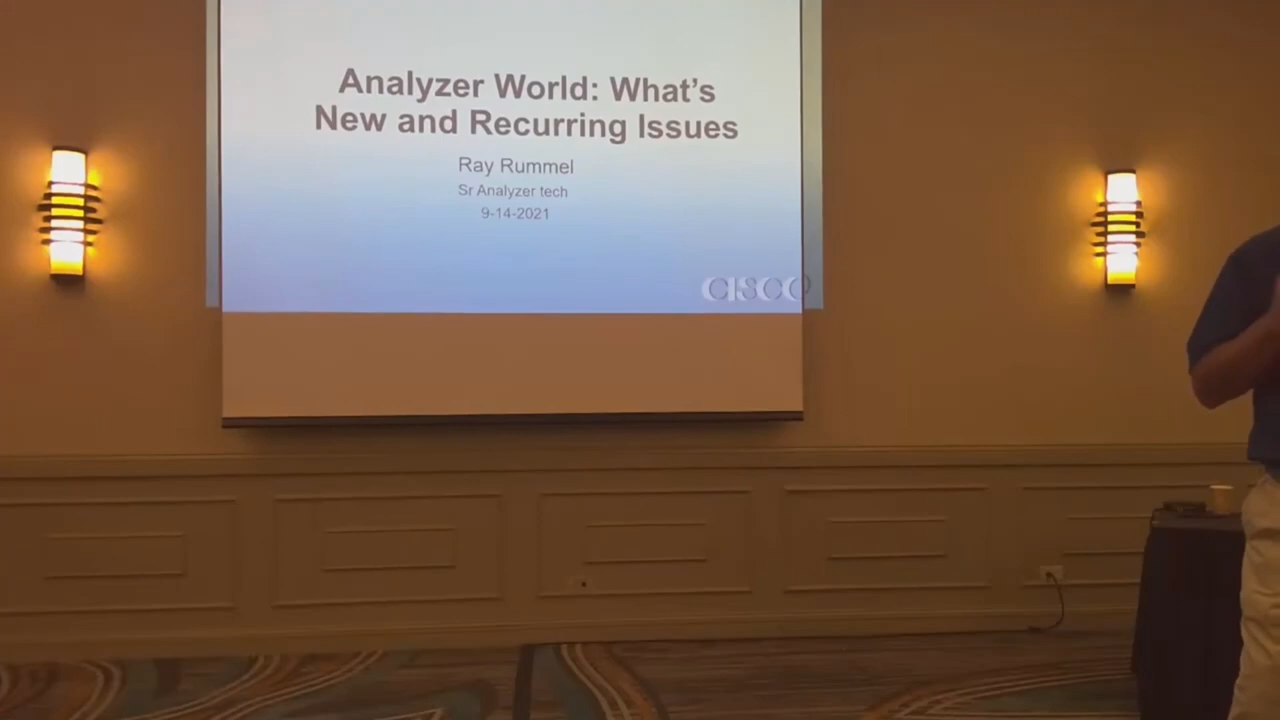 Analyzer World: What's
New and Recurring Issues
Ray Rummel
Sr Analyzer tech
9-14-2021
CISCO